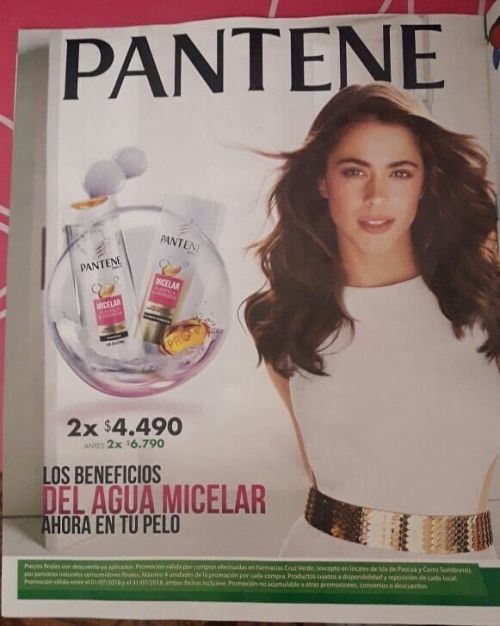 PANTENE
PANTENE
MICELAR
PANTENE
MICELAR
PRO-V
2x $4.490
ANTES 2x $6.790
LOS BENEFICIOS
DEL AGUA MICELAR
AHORA EN TU PELO
Precios finales con descuento ya aplicados. Promoción válida por compras efectuadas en Farmacias Cruz Verde, (excepto en locales de Isla de Pascua y Cerro Sombrero),
por personas naturales consumidores finales. Máximo 4 unidades de la promoción por cada compra. Productos sujetos a disponibilidad y reposición de cada local.
Promoción válida entre el 01/07/2018 y el 31/07/2018, ambas fechas inclusive. Promoción no acumulable a otras promociones, convenios o descuentos.